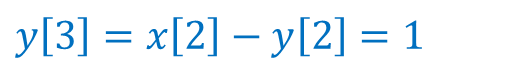 y[3] = x[2] − y[2] = 1